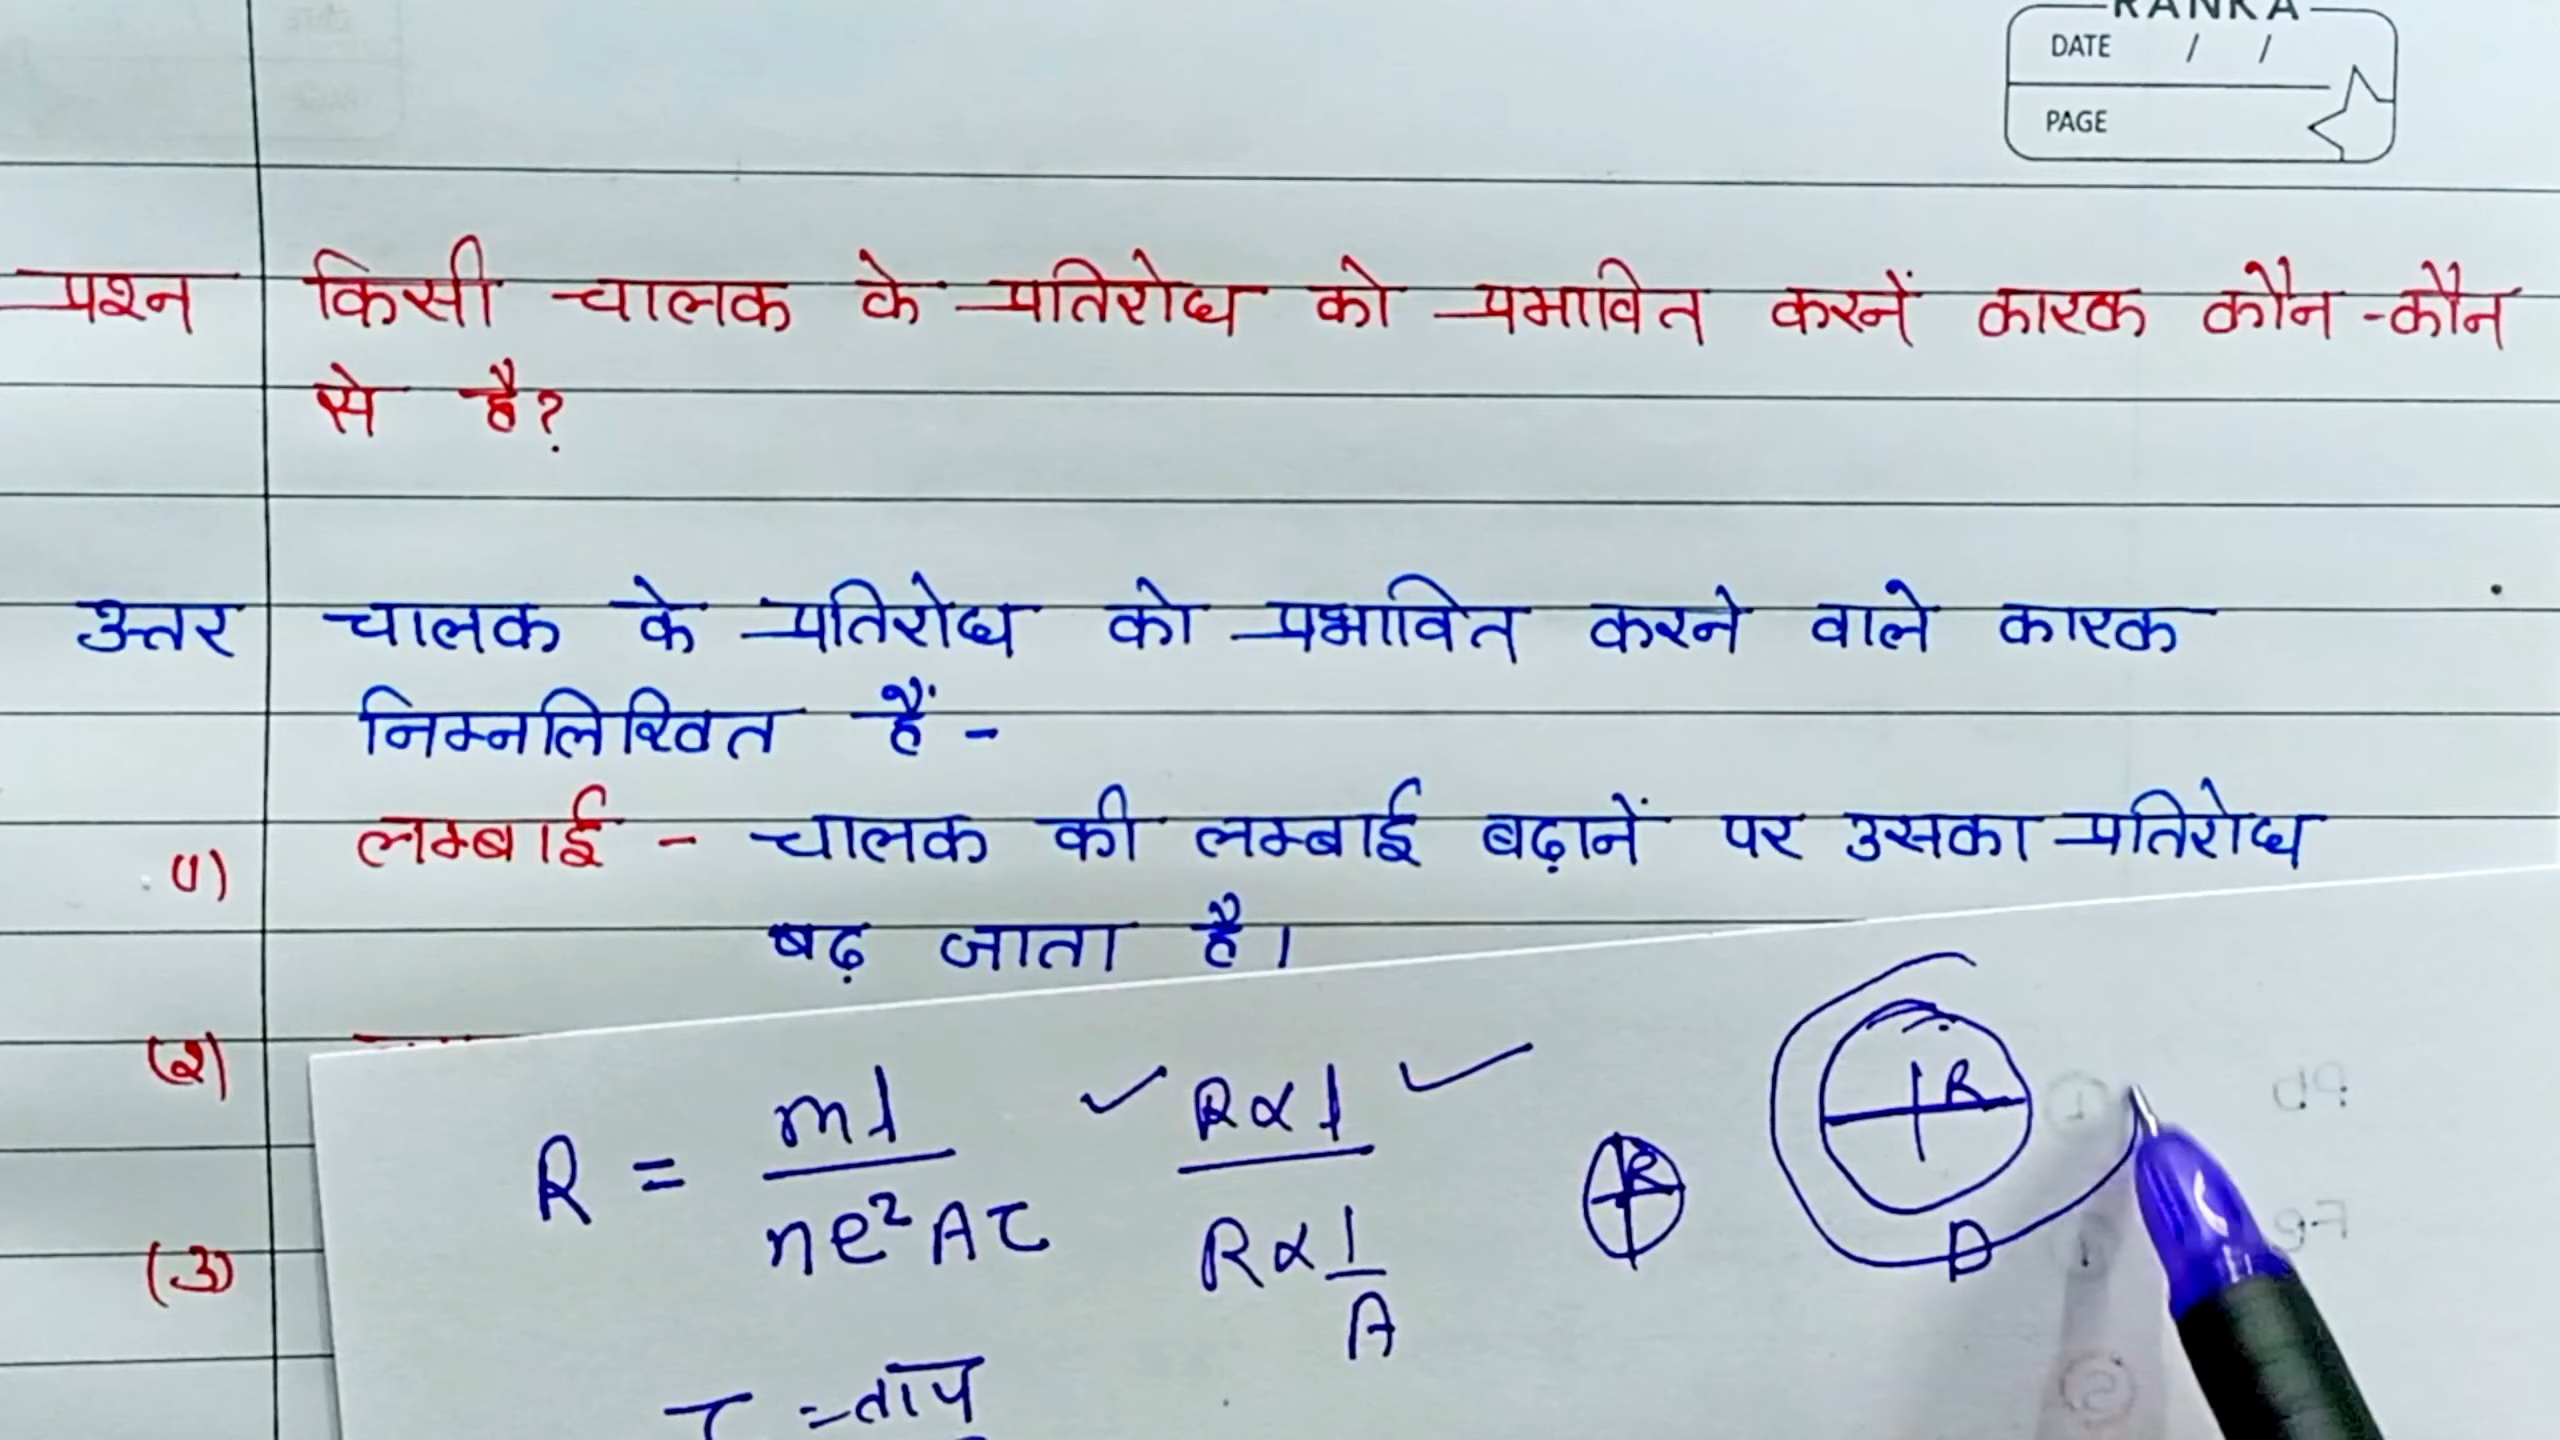 RANKA
DATE / /
PAGE
प्रश्न किसी चालक के प्रतिरोध को प्रभावित करनें कारक कौन-कौन
से है?
उत्तर चालक के प्रतिरोध को प्रभावित करने वाले कारक
निम्नलिखित हैं -
(1) लम्बाई - चालक की लम्बाई बढ़ानें पर उसका प्रतिरोध
बढ़ जाता है।
(2)
(3)
R = ml / ne²Aτ
✓ R α l ✓
R α 1/A
R
R
A
T = ताप